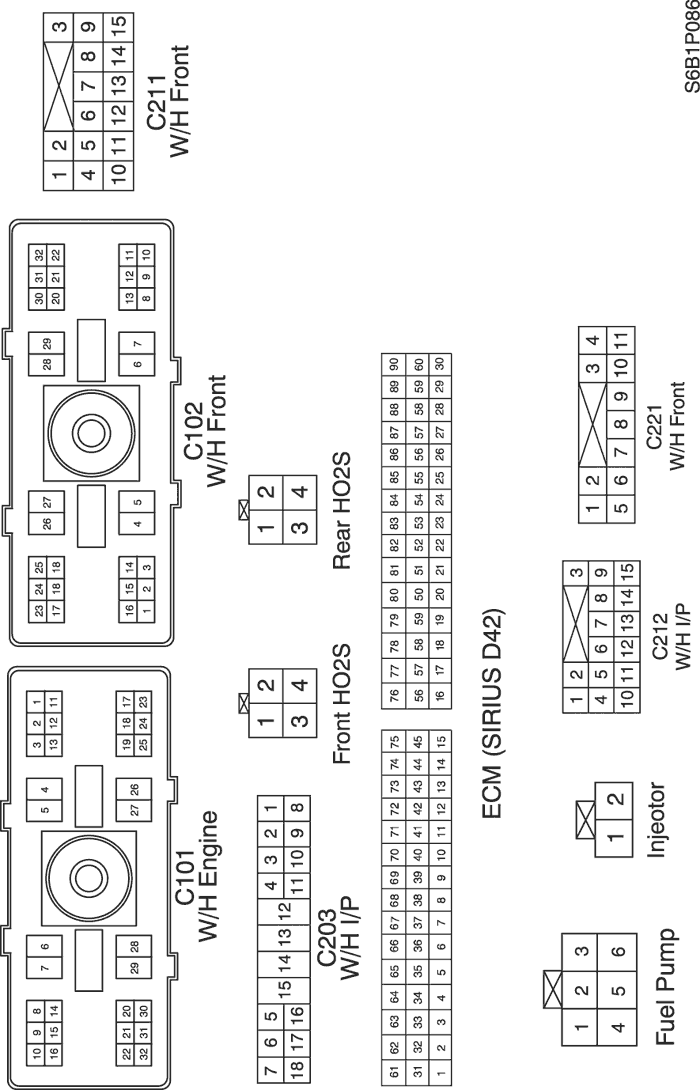 10 9 8 7 6 5 4 3 2 1
16 15 14 13 12 11
22 21 20 29 28 27 26 19 18 17
32 31 30 25 24 23
C101
W/H Engine
23 24 25 26 27 28 29 30 31 32
17 18 18 20 21 22
16 15 14 4 5 6 7 13 12 11
1 2 3 8 9 10
C102
W/H Front
1 2 3
4 5 6 7 8 9
10 11 12 13 14 15
C211
W/H Front
7 6 5 4 3 2 1
18 17 16 15 14 13 12 11 10 9 8
C203
W/H I/P
1 2
3 4
Front HO2S
1 2
3 4
Rear HO2S
61 62 63 64 65 66 67 68 69 70 71 72 73 74 75 76 77 78 79 80 81 82 83 84 85 86 87 88 89 90
31 32 33 34 35 36 37 38 39 40 41 42 43 44 45 56 57 58 59 50 51 52 53 54 55 56 57 58 59 60
1 2 3 4 5 6 7 8 9 10 11 12 13 14 15 16 17 18 19 20 21 22 23 24 25 26 27 28 29 30
ECM (SIRIUS D42)
1 2 3
4 5 6
Fuel Pump
1 2
Injeotor
1 2 3
4 5 6 7 8 9
10 11 12 13 14 15
C212
W/H I/P
1 2 3 4
5 6 7 8 9 10 11
C221
W/H Front
S6B1P086